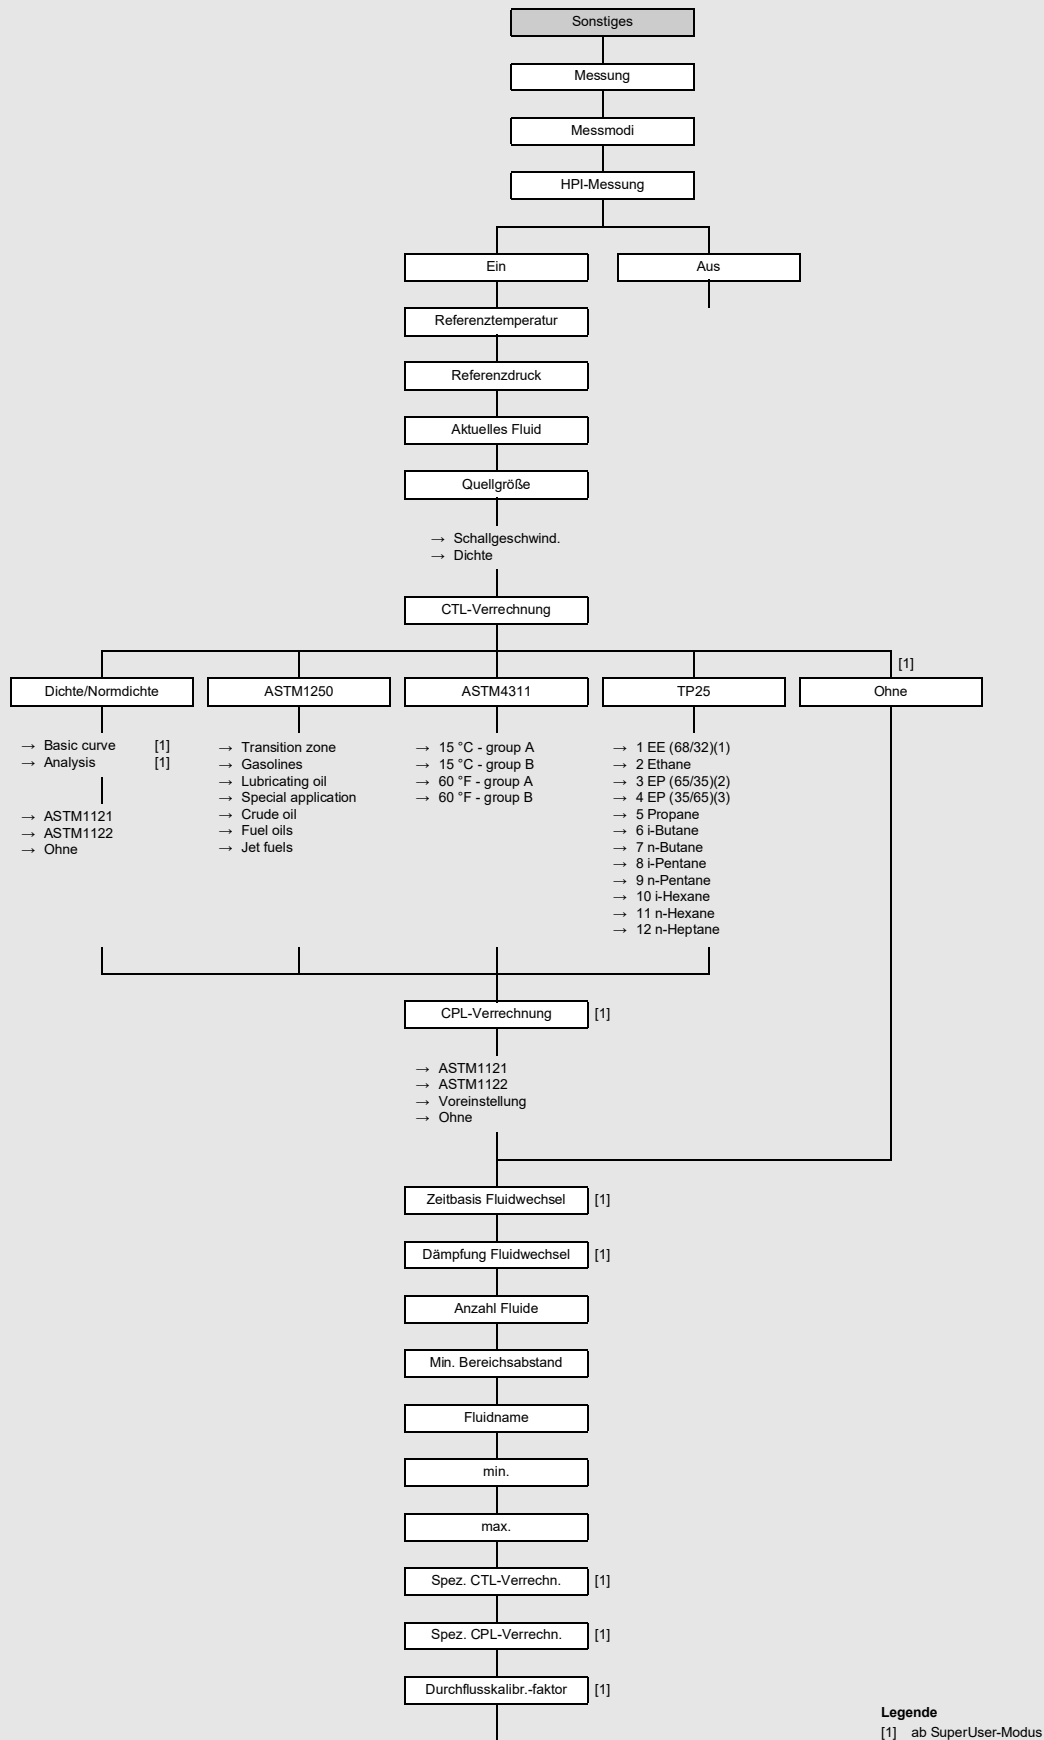 Sonstiges
Messung
Messmodi
HPI-Messung
Ein
Aus
Referenztemperatur
Referenzdruck
Aktuelles Fluid
Quellgröße
→ Schallgeschwind.
→ Dichte
CTL-Verrechnung
[1]
Dichte/Normdichte
ASTM1250
ASTM4311
TP25
Ohne
→ Basic curve [1]
→ Analysis [1]
→ ASTM1121
→ ASTM1122
→ Ohne
→ Transition zone
→ Gasolines
→ Lubricating oil
→ Special application
→ Crude oil
→ Fuel oils
→ Jet fuels
→ 15 °C - group A
→ 15 °C - group B
→ 60 °F - group A
→ 60 °F - group B
→ 1 EE (68/32)(1)
→ 2 Ethane
→ 3 EP (65/35)(2)
→ 4 EP (35/65)(3)
→ 5 Propane
→ 6 i-Butane
→ 7 n-Butane
→ 8 i-Pentane
→ 9 n-Pentane
→ 10 i-Hexane
→ 11 n-Hexane
→ 12 n-Heptane
CPL-Verrechnung [1]
→ ASTM1121
→ ASTM1122
→ Voreinstellung
→ Ohne
Zeitbasis Fluidwechsel [1]
Dämpfung Fluidwechsel [1]
Anzahl Fluide
Min. Bereichsabstand
Fluidname
min.
max.
Spez. CTL-Verrechn. [1]
Spez. CPL-Verrechn. [1]
Durchflusskalibr.-faktor [1]
Legende
[1] ab SuperUser-Modus